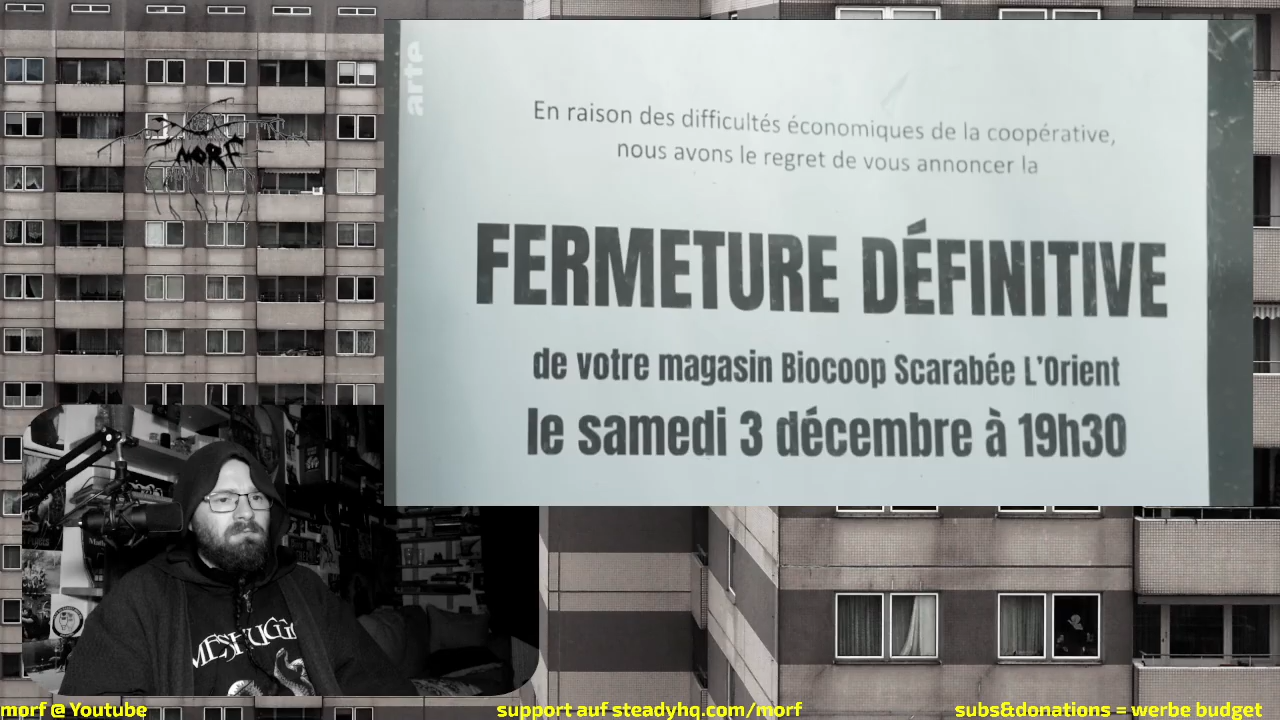 arte
En raison des difficultés économiques de la coopérative,
nous avons le regret de vous annoncer la
FERMETURE DÉFINITIVE
de votre magasin Biocoop Scarabée L'Orient
le samedi 3 décembre à 19h30
MORF
MESHUGG
morf @ Youtube
support auf steadyhq.com/morf
subs&donations = werbe budget